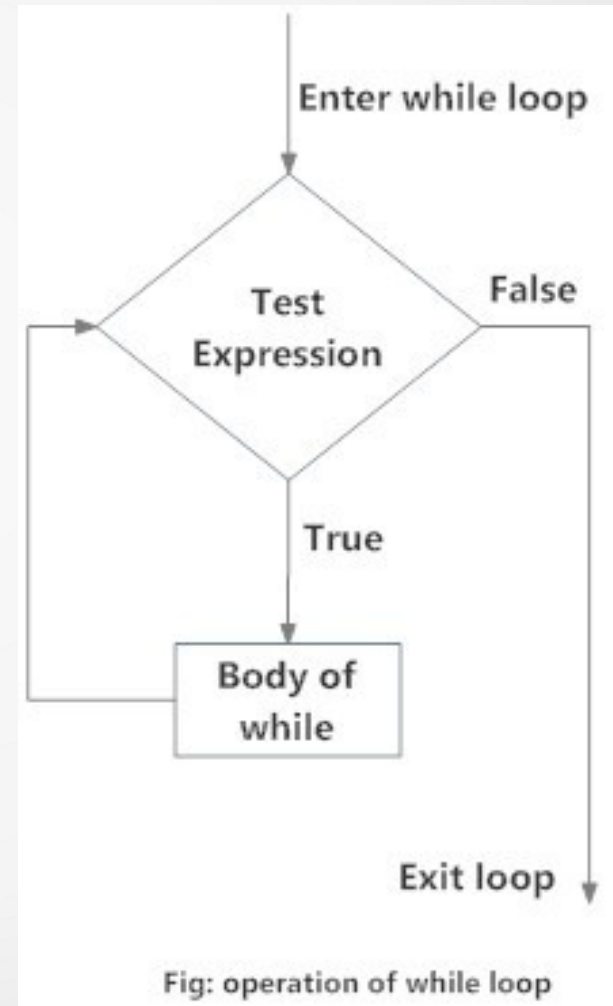 Enter while loop
Test
Expression
False
True
Body of
while
Exit loop
Fig: operation of while loop